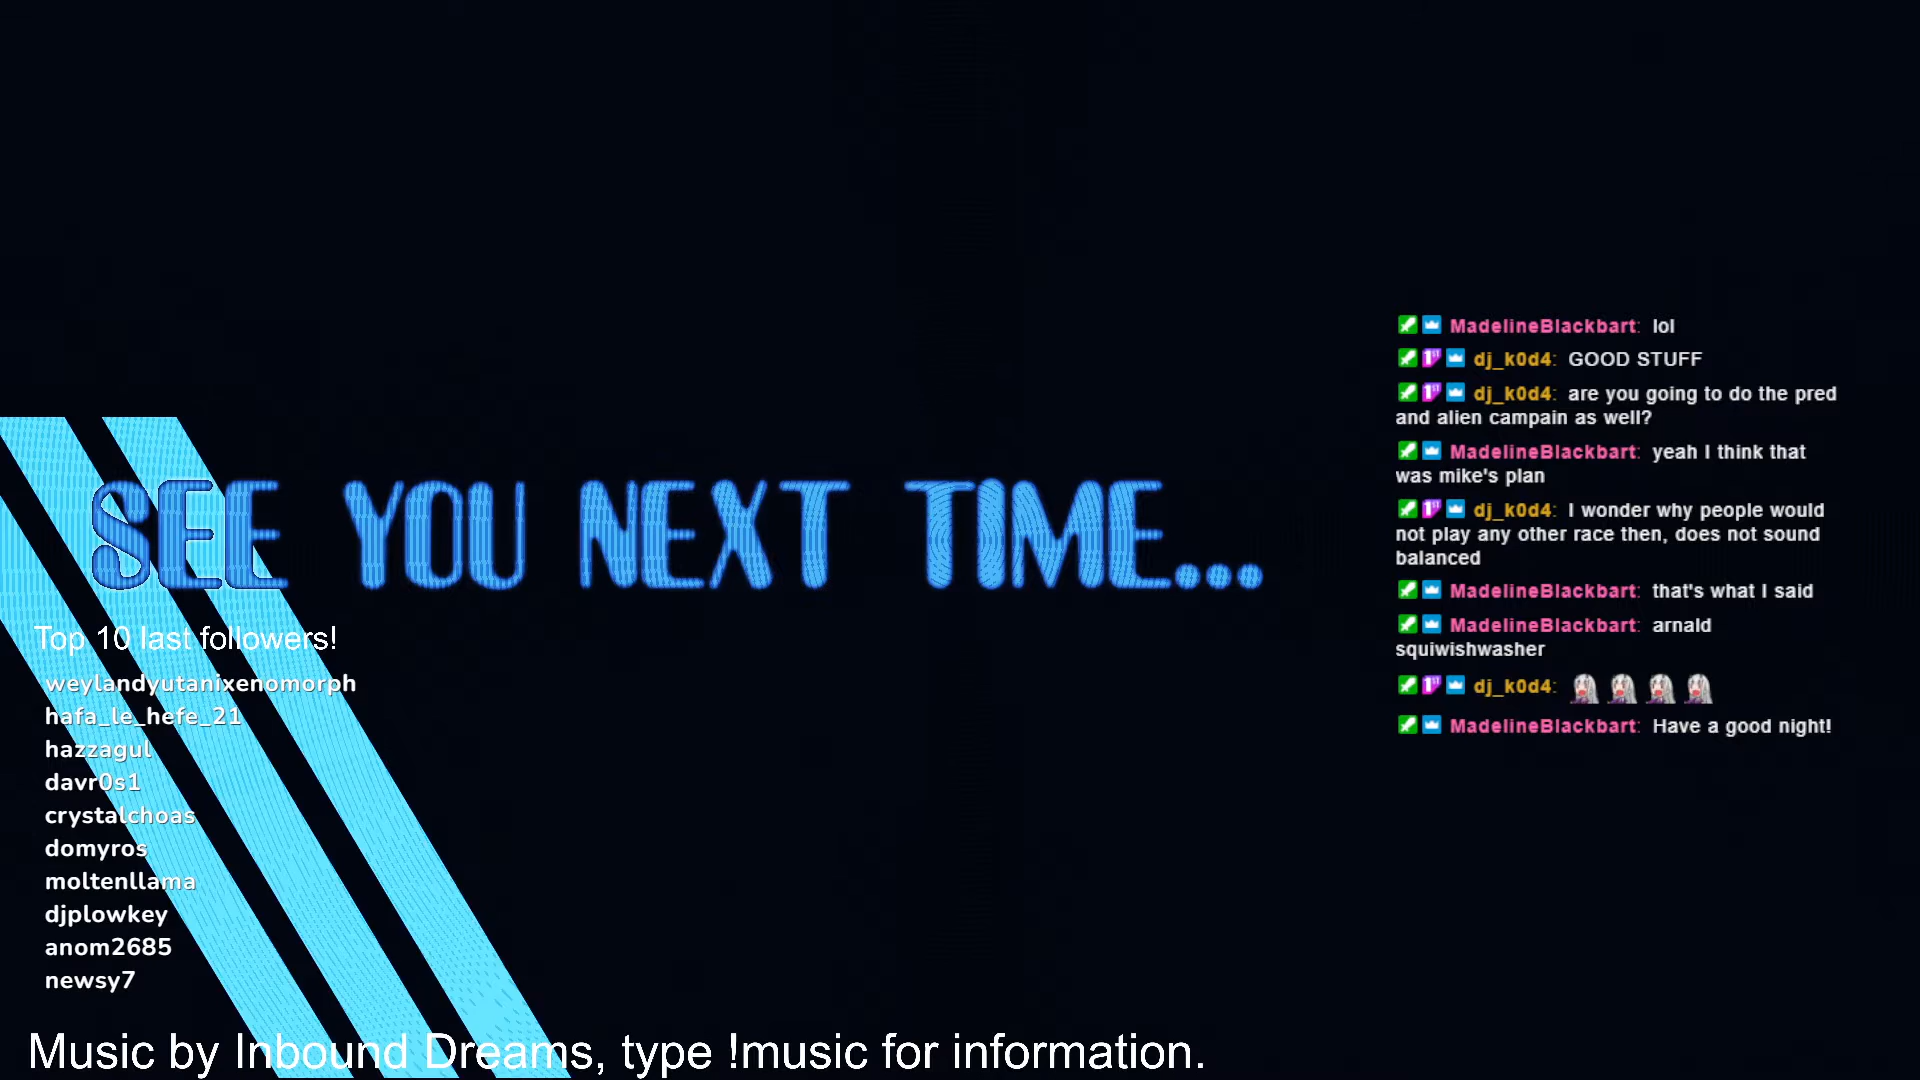 MadelineBlackbart: lol
dj_k0d4: GOOD STUFF
dj_k0d4: are you going to do the pred
and alien campain as well?
MadelineBlackbart: yeah I think that
was mike's plan
dj_k0d4: I wonder why people would
not play any other race then, does not sound
balanced
MadelineBlackbart: that's what I said
MadelineBlackbart: arnald
squiwishwasher
dj_k0d4:
MadelineBlackbart: Have a good night!
SEE YOU NEXT TIME...
Top 10 last followers!
weylandyutanixenomorph
hafa_le_hefe_21
hazzagul
davr0s1
crystalchoas
domyros
moltenllama
djplowkey
anom2685
newsy7
Music by Inbound Dreams, type !music for information.